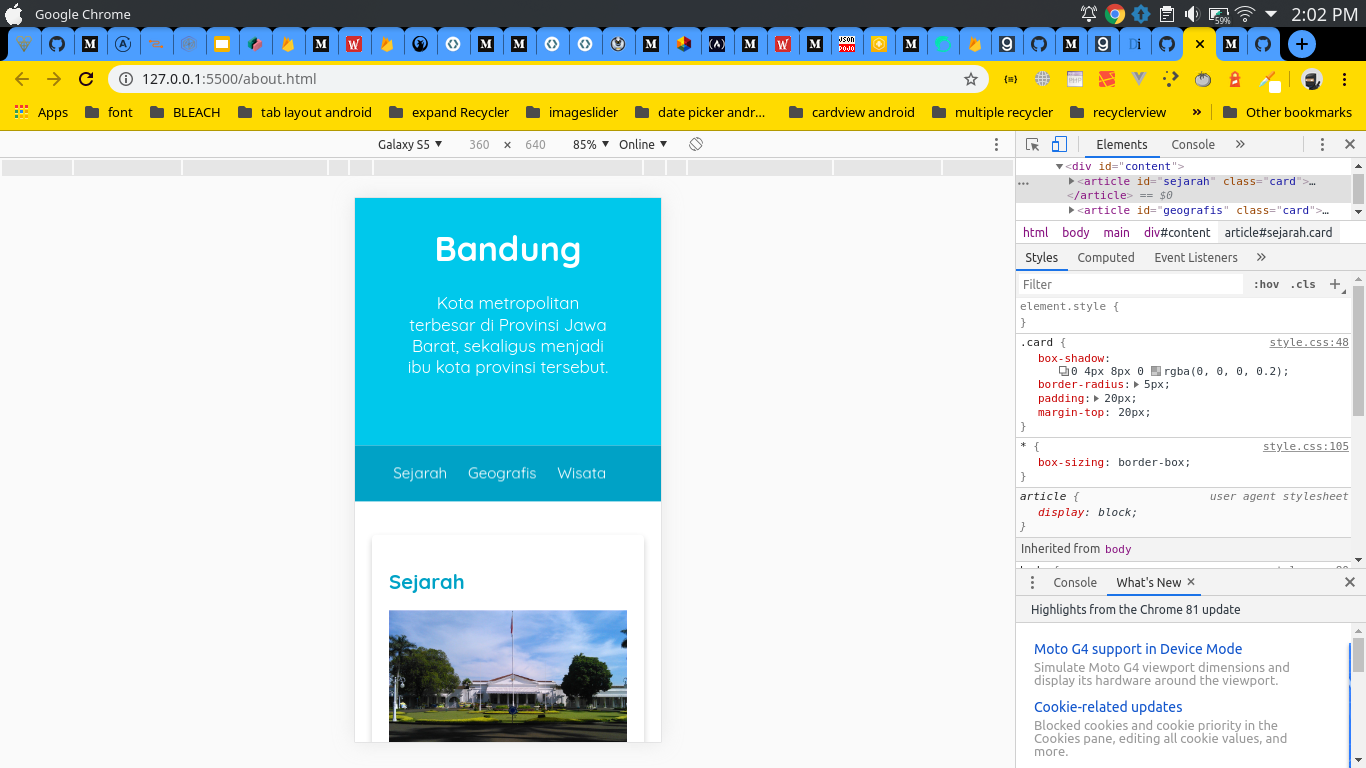 Google Chrome
59%
2:02 PM
127.0.0.1:5500/about.html
Apps font BLEACH tab layout android expand Recycler imageslider date picker andr… cardview android multiple recycler recyclerview » Other bookmarks
Galaxy S5 ▼ 360 × 640 85% ▼ Online ▼
Bandung
Kota metropolitan
terbesar di Provinsi Jawa
Barat, sekaligus menjadi
ibu kota provinsi tersebut.
Sejarah Geografis Wisata
Sejarah
Elements Console »
▼<div id="content">
▶<article id="sejarah" class="card">…
</article> == $0
▶<article id="geografis" class="card">…
html body main div#content article#sejarah.card
Styles Computed Event Listeners »
Filter :hov .cls +
element.style {
}
.card { style.css:48
box-shadow:
0 4px 8px 0 rgba(0, 0, 0, 0.2);
border-radius: ▶ 5px;
padding: ▶ 20px;
margin-top: 20px;
}
* { style.css:105
box-sizing: border-box;
}
article { user agent stylesheet
display: block;
}
Inherited from body
Console What's New ×
Highlights from the Chrome 81 update
Moto G4 support in Device Mode
Simulate Moto G4 viewport dimensions and
display its hardware around the viewport.
Cookie-related updates
Blocked cookies and cookie priority in the
Cookies pane, editing all cookie values, and
more.